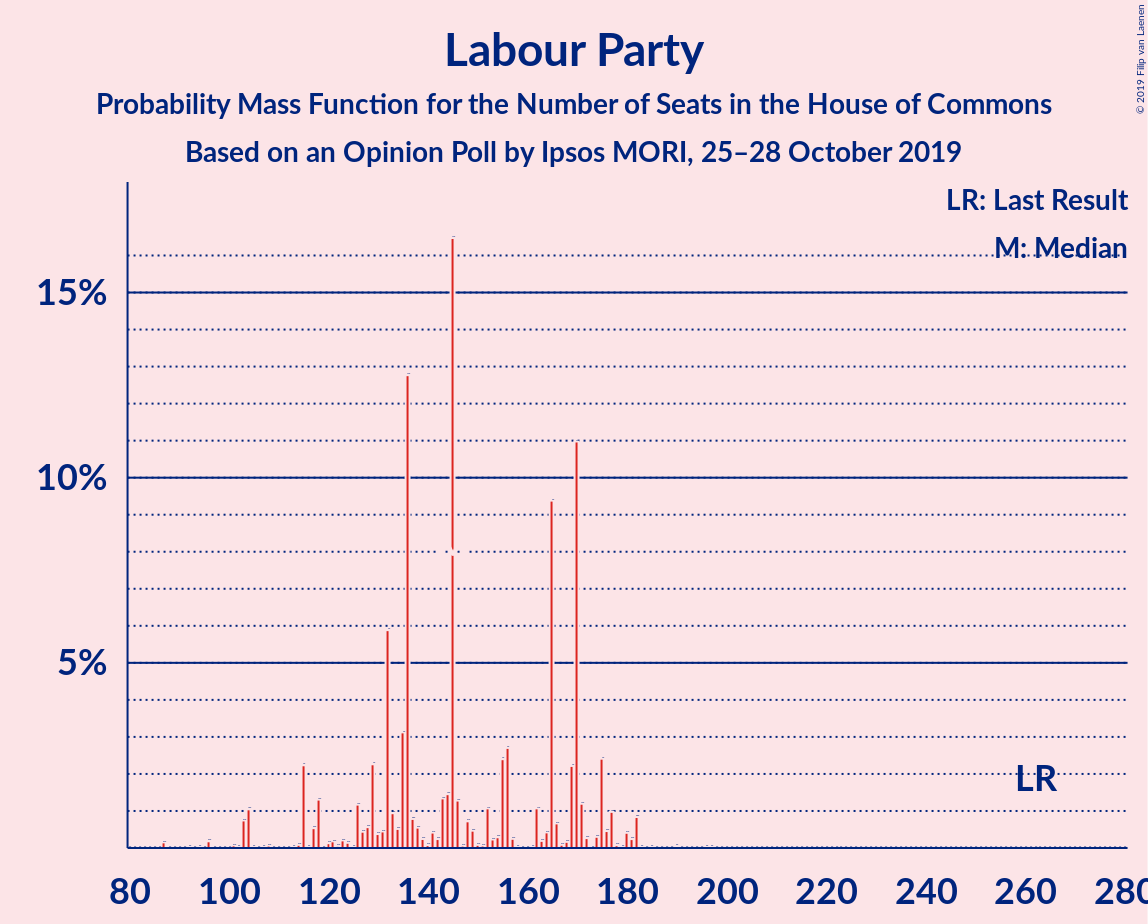 Labour Party
Probability Mass Function for the Number of Seats in the House of Commons
Based on an Opinion Poll by Ipsos MORI, 25–28 October 2019
© 2019 Filip van Laenen
LR: Last Result
M: Median
15%
10%
5%
LR
80 100 120 140 160 180 200 220 240 260 280